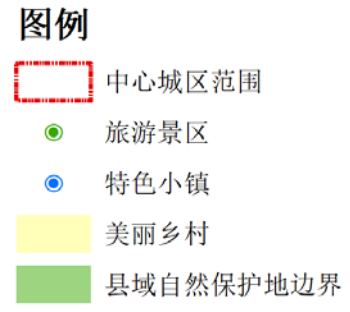 图例
中心城区范围
旅游景区
特色小镇
美丽乡村
县域自然保护地边界